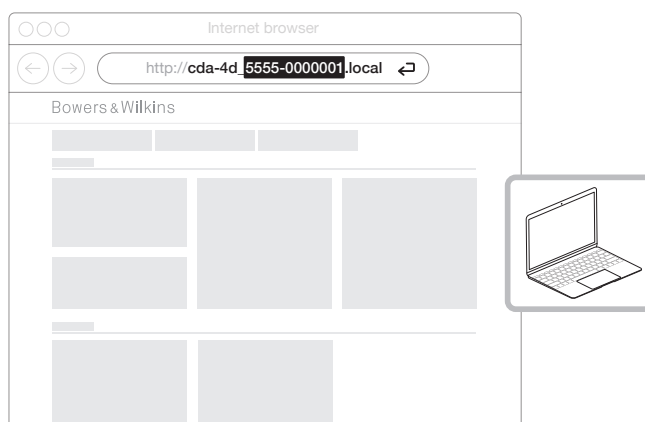 Internet browser
http://cda-4d_5555-0000001.local
Bowers & Wilkins